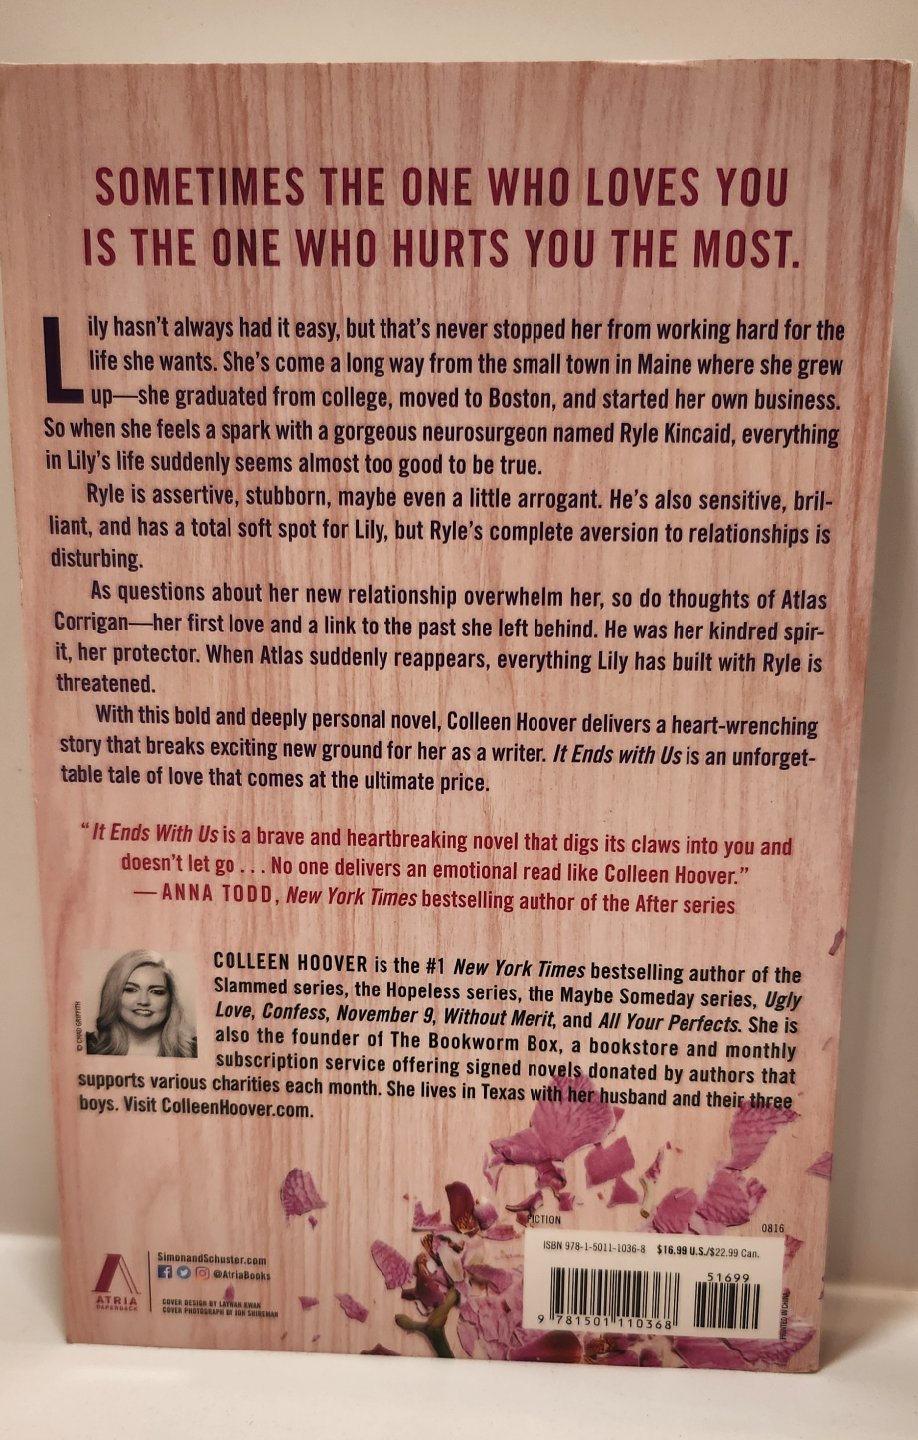 SOMETIMES THE ONE WHO LOVES YOU
IS THE ONE WHO HURTS YOU THE MOST.
Lily hasn't always had it easy, but that's never stopped her from working hard for the
life she wants. She's come a long way from the small town in Maine where she grew
up—she graduated from college, moved to Boston, and started her own business.
So when she feels a spark with a gorgeous neurosurgeon named Ryle Kincaid, everything
in Lily's life suddenly seems almost too good to be true.
Ryle is assertive, stubborn, maybe even a little arrogant. He's also sensitive, bril-
liant, and has a total soft spot for Lily, but Ryle's complete aversion to relationships is
disturbing.
As questions about her new relationship overwhelm her, so do thoughts of Atlas
Corrigan—her first love and a link to the past she left behind. He was her kindred spir-
it, her protector. When Atlas suddenly reappears, everything Lily has built with Ryle is
threatened.
With this bold and deeply personal novel, Colleen Hoover delivers a heart-wrenching
story that breaks exciting new ground for her as a writer. It Ends with Us is an unforget-
table tale of love that comes at the ultimate price.
"It Ends With Us is a brave and heartbreaking novel that digs its claws into you and
doesn't let go . . . No one delivers an emotional read like Colleen Hoover."
—ANNA TODD, New York Times bestselling author of the After series
© CHAD GRIFFITH
COLLEEN HOOVER is the #1 New York Times bestselling author of the
Slammed series, the Hopeless series, the Maybe Someday series, Ugly
Love, Confess, November 9, Without Merit, and All Your Perfects. She is
also the founder of The Bookworm Box, a bookstore and monthly
subscription service offering signed novels donated by authors that
supports various charities each month. She lives in Texas with her husband and their three
boys. Visit ColleenHoover.com.
ATRIA
PAPERBACK
SimonandSchuster.com
@AtriaBooks
COVER DESIGN BY LAYWAN KWAN
COVER PHOTOGRAPH © JON SHIREMAN
FICTION
0816
ISBN 978-1-5011-1036-8 $16.99 U.S./$22.99 Can.
51699
9 781501 110368
PRINTED IN CHINA